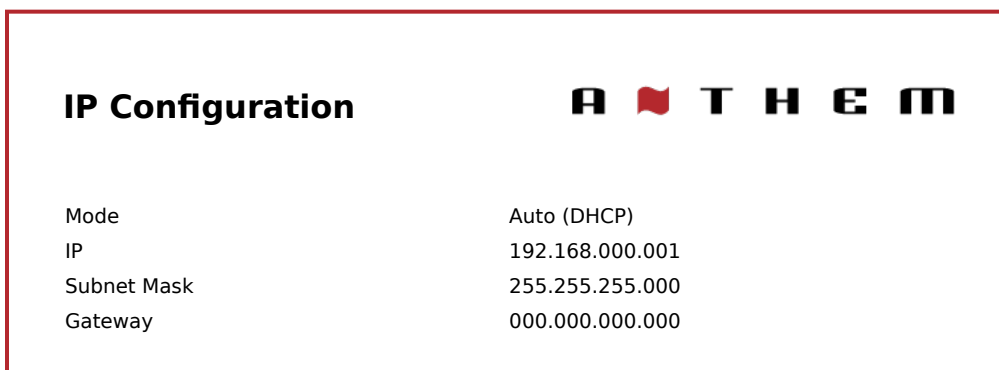 IP Configuration
ANTHEM
Mode Auto (DHCP)
IP 192.168.000.001
Subnet Mask 255.255.255.000
Gateway 000.000.000.000